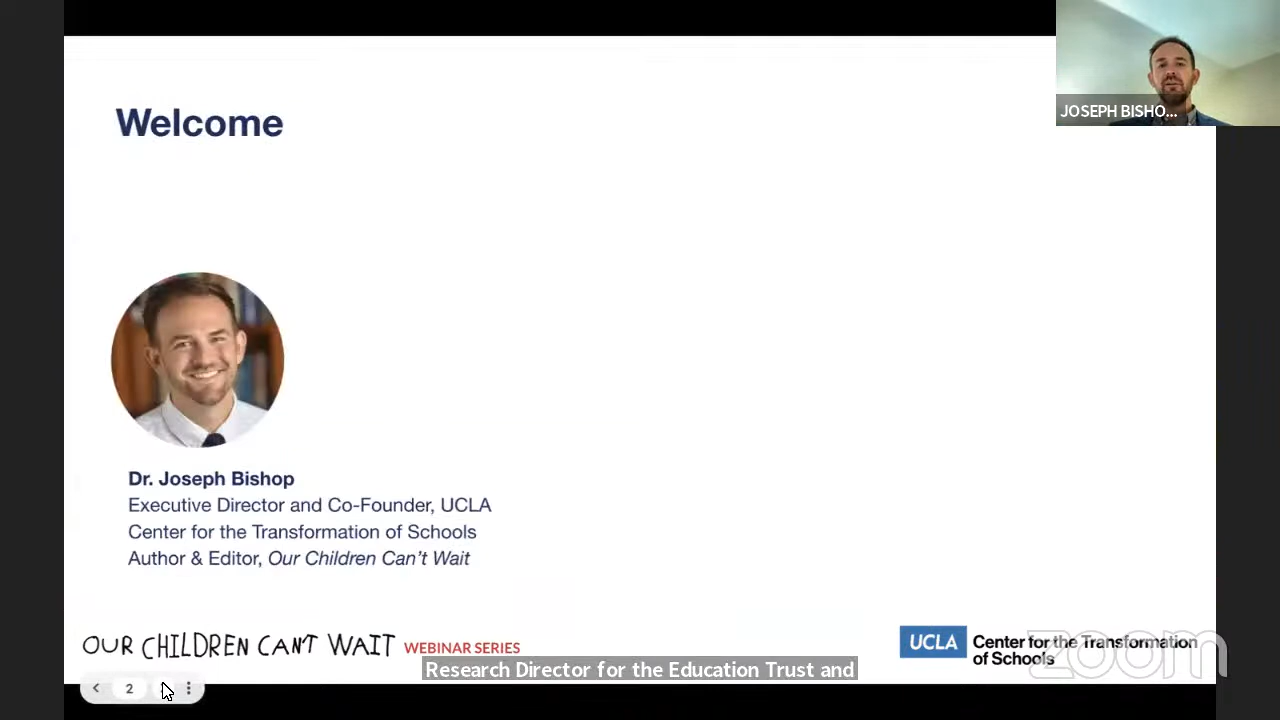 Welcome
JOSEPH BISHO...
Dr. Joseph Bishop
Executive Director and Co-Founder, UCLA
Center for the Transformation of Schools
Author & Editor, Our Children Can't Wait
OUR CHILDREN CAN'T WAIT WEBINAR SERIES
UCLA Center for the Transformation
of Schools
zoom
Research Director for the Education Trust and
2